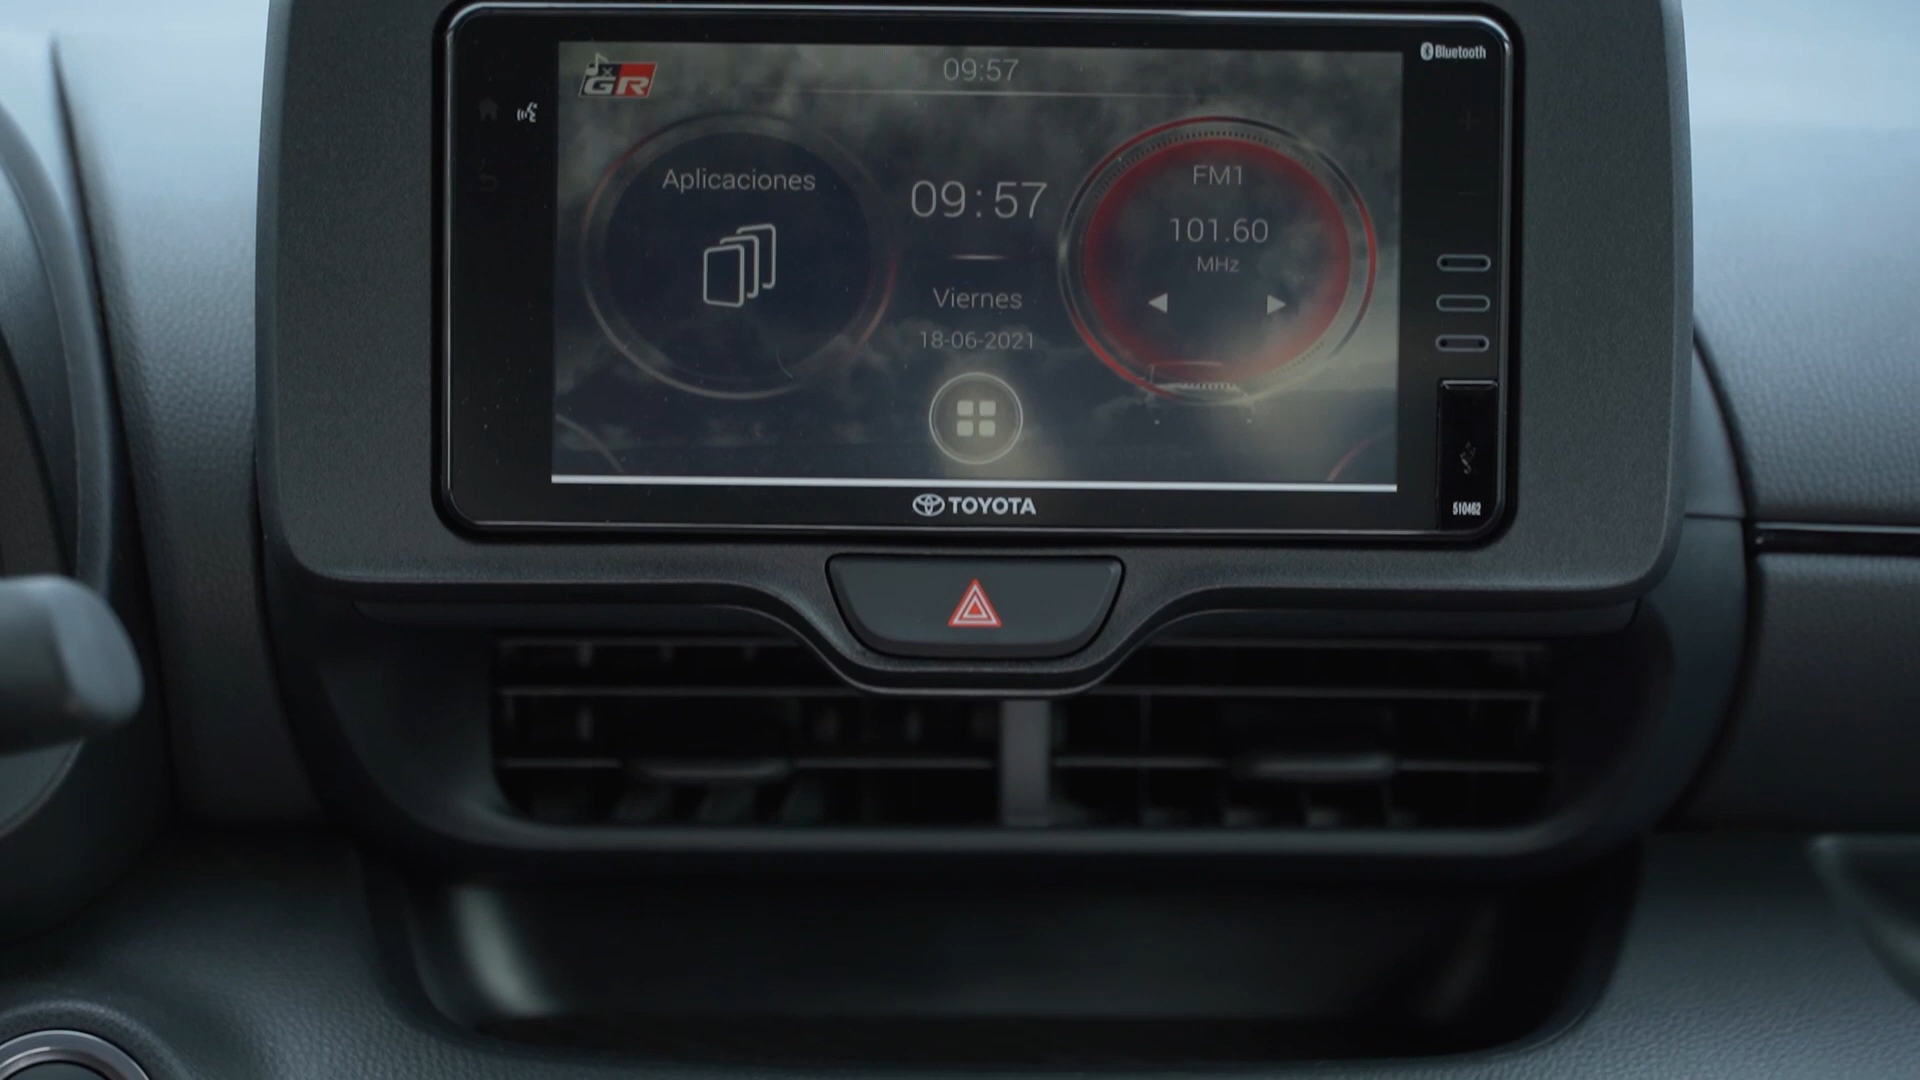 GR
09:57
Bluetooth
Aplicaciones
09:57
Viernes
18-06-2021
FM1
101.60
MHz
TOYOTA
510462